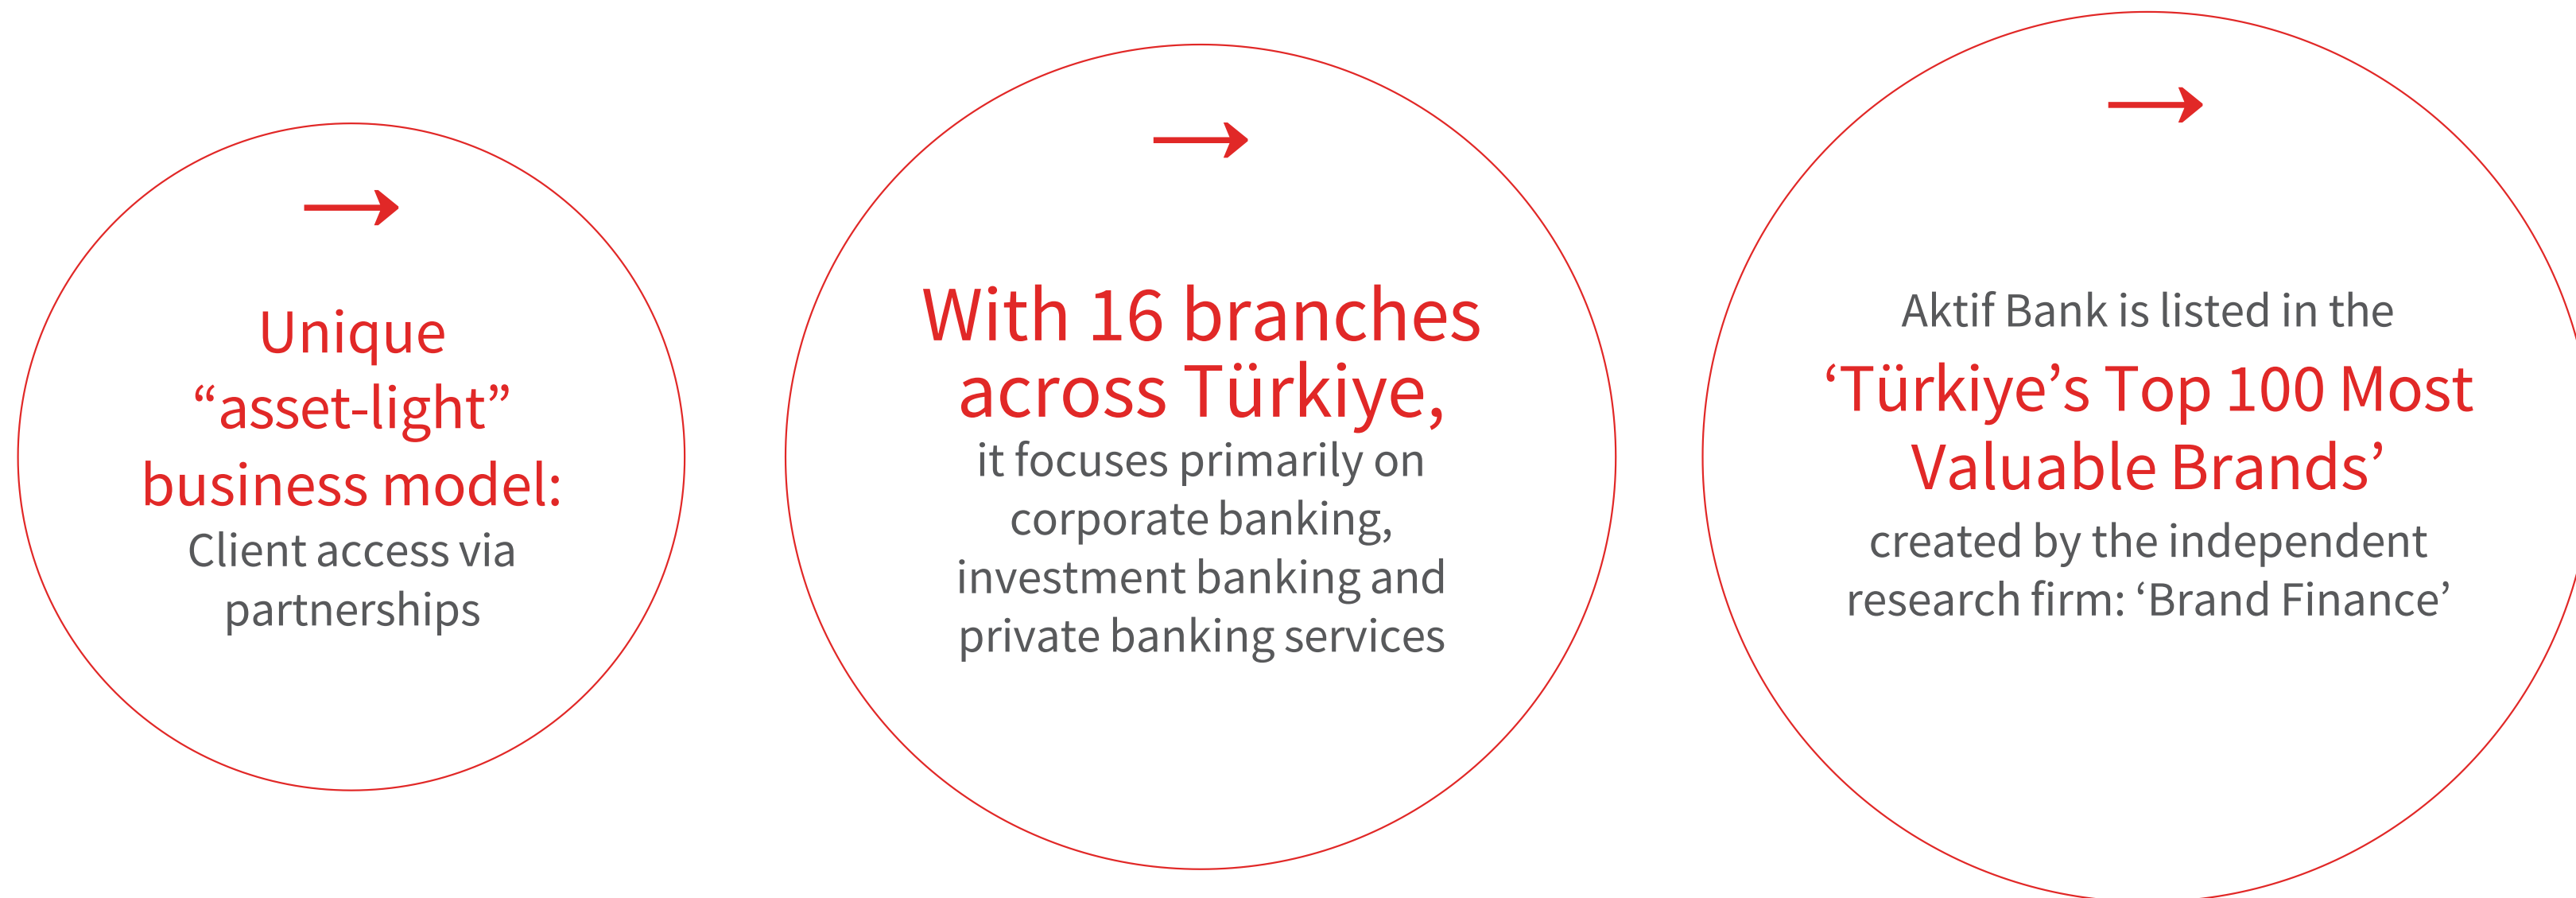 Unique
“asset-light”
business model:
Client access via
partnerships
With 16 branches
across Türkiye,
it focuses primarily on
corporate banking,
investment banking and
private banking services
Aktif Bank is listed in the
‘Türkiye’s Top 100 Most
Valuable Brands’
created by the independent
research firm: ‘Brand Finance’